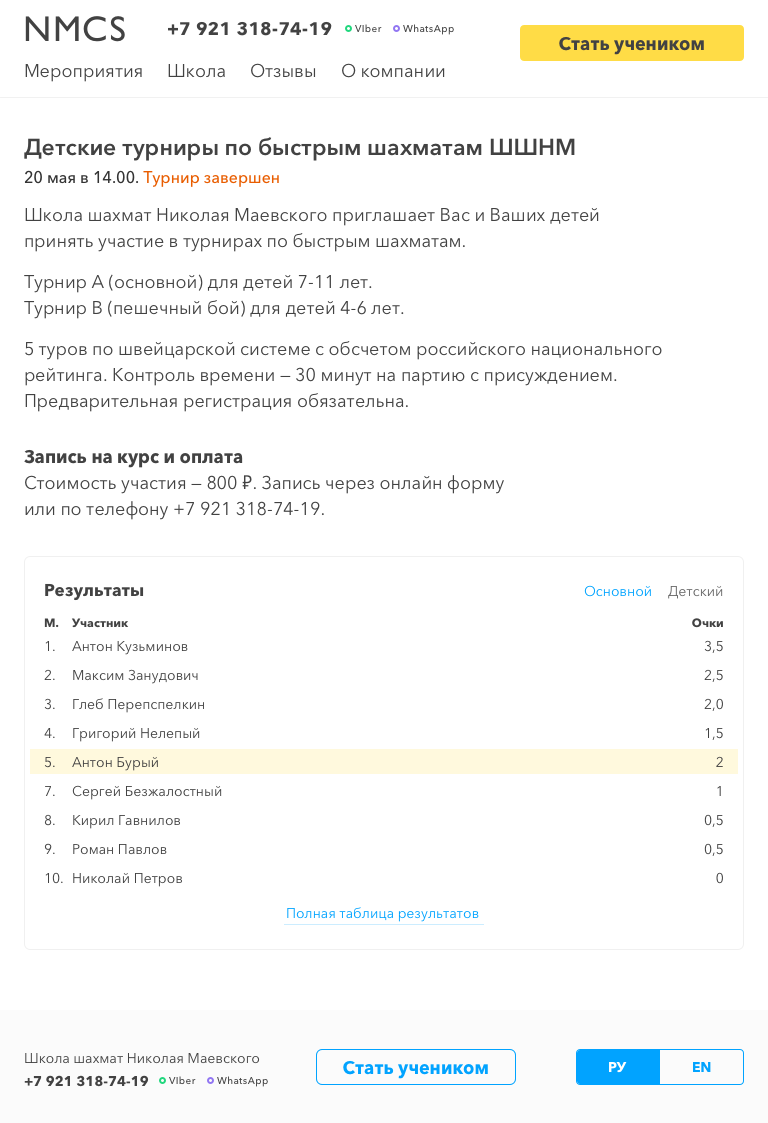 NMCS
+7 921 318-74-19 VIber WhatsApp
Стать учеником
Мероприятия Школа Отзывы О компании
Детские турниры по быстрым шахматам ШШНМ
20 мая в 14.00. Турнир завершен
Школа шахмат Николая Маевского приглашает Вас и Ваших детей
принять участие в турнирах по быстрым шахматам.
Турнир А (основной) для детей 7-11 лет.
Турнир В (пешечный бой) для детей 4-6 лет.
5 туров по швейцарской системе с обсчетом российского национального
рейтинга. Контроль времени — 30 минут на партию с присуждением.
Предварительная регистрация обязательна.
Запись на курс и оплата
Стоимость участия — 800 ₽. Запись через онлайн форму
или по телефону +7 921 318-74-19.
Результаты Основной Детский
М. Участник Очки
1. Антон Кузьминов 3,5
2. Максим Занудович 2,5
3. Глеб Перепспелкин 2,0
4. Григорий Нелепый 1,5
5. Антон Бурый 2
7. Сергей Безжалостный 1
8. Кирил Гавнилов 0,5
9. Роман Павлов 0,5
10. Николай Петров 0
Полная таблица результатов
Школа шахмат Николая Маевского
+7 921 318-74-19 VIber WhatsApp
Стать учеником
РУ EN